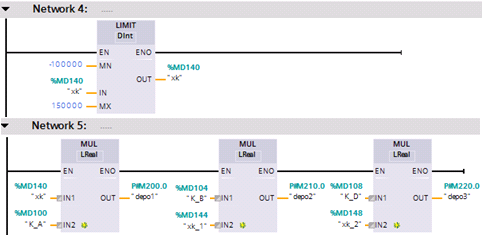 Network 4: .....
LIMIT
DInt
EN ENO
-100000 MN %MD140
%MD140 OUT "xk"
"xk" IN
150000 MX
Network 5: .....
MUL MUL MUL
LReal LReal LReal
EN ENO EN ENO EN ENO
%MD140 P#M200.0 %MD104 P#M210.0 %MD108 P#M220.0
"xk" IN1 OUT "depo1" "K_B" IN1 OUT "depo2" "K_D" IN1 OUT "depo3"
%MD100 %MD144 %MD148
"K_A" IN2 "xk_1" IN2 "xk_2" IN2